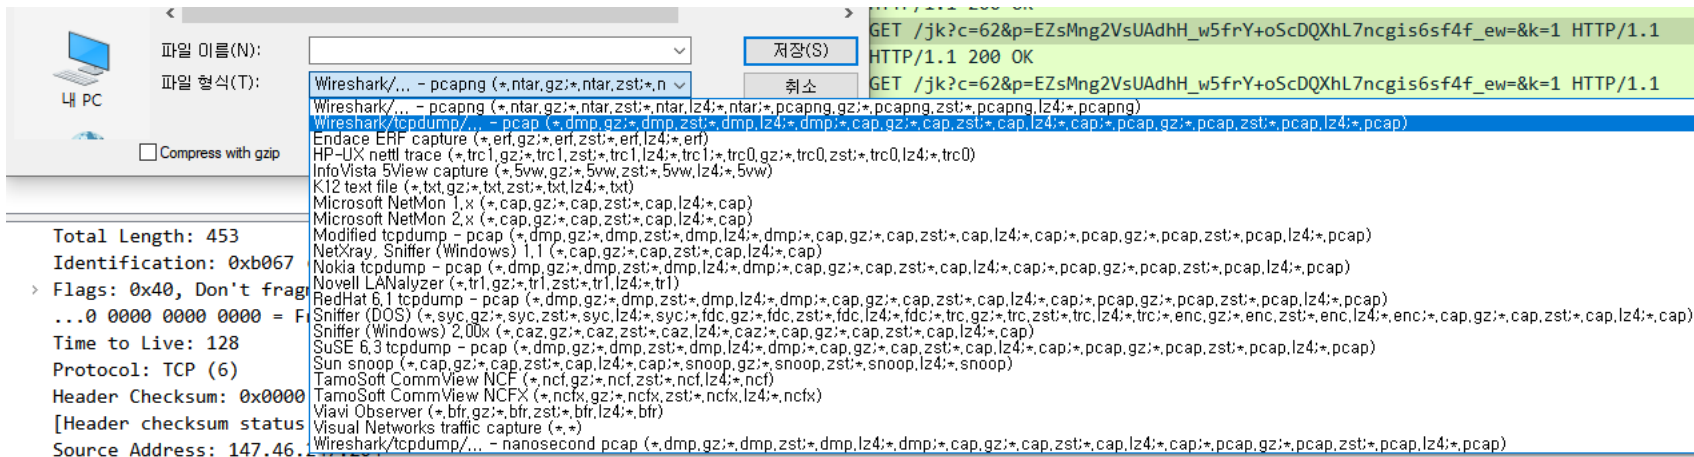 GET /jk?c=62&p=EZsMng2VsUAdhH_w5frY+oScDQXhL7ncgis6sf4f_ew=&k=1 HTTP/1.1
파일 이름(N):
저장(S)
HTTP/1.1 200 OK
파일 형식(T):
Wireshark/... - pcapng (*.ntar.gz;*.ntar.zst;*.n
취소
GET /jk?c=62&p=EZsMng2VsUAdhH_w5frY+oScDQXhL7ncgis6sf4f_ew=&k=1 HTTP/1.1
내 PC
Compress with gzip
Wireshark/... - pcapng (*.ntar.gz;*.ntar.zst;*.ntar.lz4;*.ntar;*.pcapng.gz;*.pcapng.zst;*.pcapng.lz4;*.pcapng)
Wireshark/tcpdump/... - pcap (*.dmp.gz;*.dmp.zst;*.dmp.lz4;*.dmp;*.cap.gz;*.cap.zst;*.cap.lz4;*.cap;*.pcap.gz;*.pcap.zst;*.pcap.lz4;*.pcap)
Endace ERF capture (*.erf.gz;*.erf.zst;*.erf.lz4;*.erf)
HP-UX nettl trace (*.trc1.gz;*.trc1.zst;*.trc1.lz4;*.trc1;*.trc0.gz;*.trc0.zst;*.trc0.lz4;*.trc0)
InfoVista 5View capture (*.5vw.gz;*.5vw.zst;*.5vw.lz4;*.5vw)
K12 text file (*.txt.gz;*.txt.zst;*.txt.lz4;*.txt)
Microsoft NetMon 1.x (*.cap.gz;*.cap.zst;*.cap.lz4;*.cap)
Microsoft NetMon 2.x (*.cap.gz;*.cap.zst;*.cap.lz4;*.cap)
Modified tcpdump - pcap (*.dmp.gz;*.dmp.zst;*.dmp.lz4;*.dmp;*.cap.gz;*.cap.zst;*.cap.lz4;*.cap;*.pcap.gz;*.pcap.zst;*.pcap.lz4;*.pcap)
NetXray, Sniffer (Windows) 1.1 (*.cap.gz;*.cap.zst;*.cap.lz4;*.cap)
Nokia tcpdump - pcap (*.dmp.gz;*.dmp.zst;*.dmp.lz4;*.dmp;*.cap.gz;*.cap.zst;*.cap.lz4;*.cap;*.pcap.gz;*.pcap.zst;*.pcap.lz4;*.pcap)
Novell LANalyzer (*.tr1.gz;*.tr1.zst;*.tr1.lz4;*.tr1)
RedHat 6.1 tcpdump - pcap (*.dmp.gz;*.dmp.zst;*.dmp.lz4;*.dmp;*.cap.gz;*.cap.zst;*.cap.lz4;*.cap;*.pcap.gz;*.pcap.zst;*.pcap.lz4;*.pcap)
Sniffer (DOS) (*.syc.gz;*.syc.zst;*.syc.lz4;*.syc;*.fdc.gz;*.fdc.zst;*.fdc.lz4;*.fdc;*.trc.gz;*.trc.zst;*.trc.lz4;*.trc;*.enc.gz;*.enc.zst;*.enc.lz4;*.enc;*.cap.gz;*.cap.zst;*.cap.lz4;*.cap)
Sniffer (Windows) 2.00x (*.caz.gz;*.caz.zst;*.caz.lz4;*.caz;*.cap.gz;*.cap.zst;*.cap.lz4;*.cap)
SuSE 6.3 tcpdump - pcap (*.dmp.gz;*.dmp.zst;*.dmp.lz4;*.dmp;*.cap.gz;*.cap.zst;*.cap.lz4;*.cap;*.pcap.gz;*.pcap.zst;*.pcap.lz4;*.pcap)
Sun snoop (*.cap.gz;*.cap.zst;*.cap.lz4;*.cap;*.snoop.gz;*.snoop.zst;*.snoop.lz4;*.snoop)
TamoSoft CommView NCF (*.ncf.gz;*.ncf.zst;*.ncf.lz4;*.ncf)
TamoSoft CommView NCFX (*.ncfx.gz;*.ncfx.zst;*.ncfx.lz4;*.ncfx)
Viavi Observer (*.bfr.gz;*.bfr.zst;*.bfr.lz4;*.bfr)
Visual Networks traffic capture (*.*)
Wireshark/tcpdump/... - nanosecond pcap (*.dmp.gz;*.dmp.zst;*.dmp.lz4;*.dmp;*.cap.gz;*.cap.zst;*.cap.lz4;*.cap;*.pcap.gz;*.pcap.zst;*.pcap.lz4;*.pcap)
Total Length: 453
Identification: 0xb067
Flags: 0x40, Don't
...0 0000 0000 0000 =
Time to Live: 128
Protocol: TCP (6)
Header Checksum: 0x0000
[Header checksum status
Source Address: 147.46.